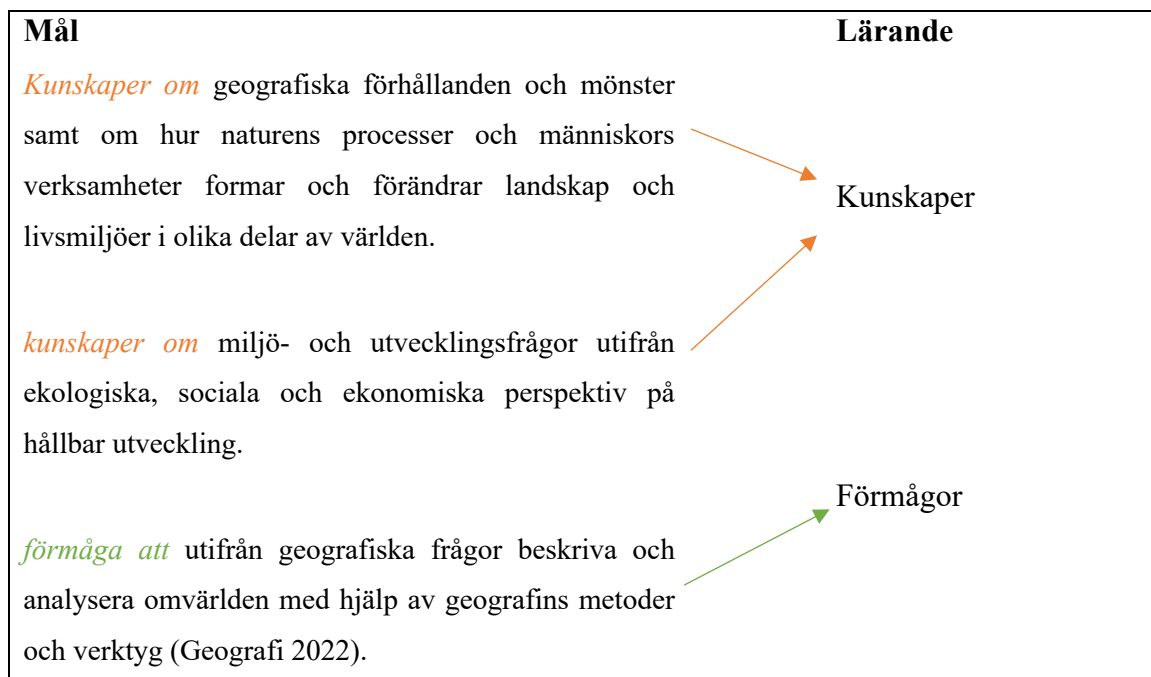 Mål Lärande
Kunskaper om geografiska förhållanden och mönster
samt om hur naturens processer och människors
verksamheter formar och förändrar landskap och
livsmiljöer i olika delar av världen.
Kunskaper
kunskaper om miljö- och utvecklingsfrågor utifrån
ekologiska, sociala och ekonomiska perspektiv på
hållbar utveckling.
Förmågor
förmåga att utifrån geografiska frågor beskriva och
analysera omvärlden med hjälp av geografins metoder
och verktyg (Geografi 2022).